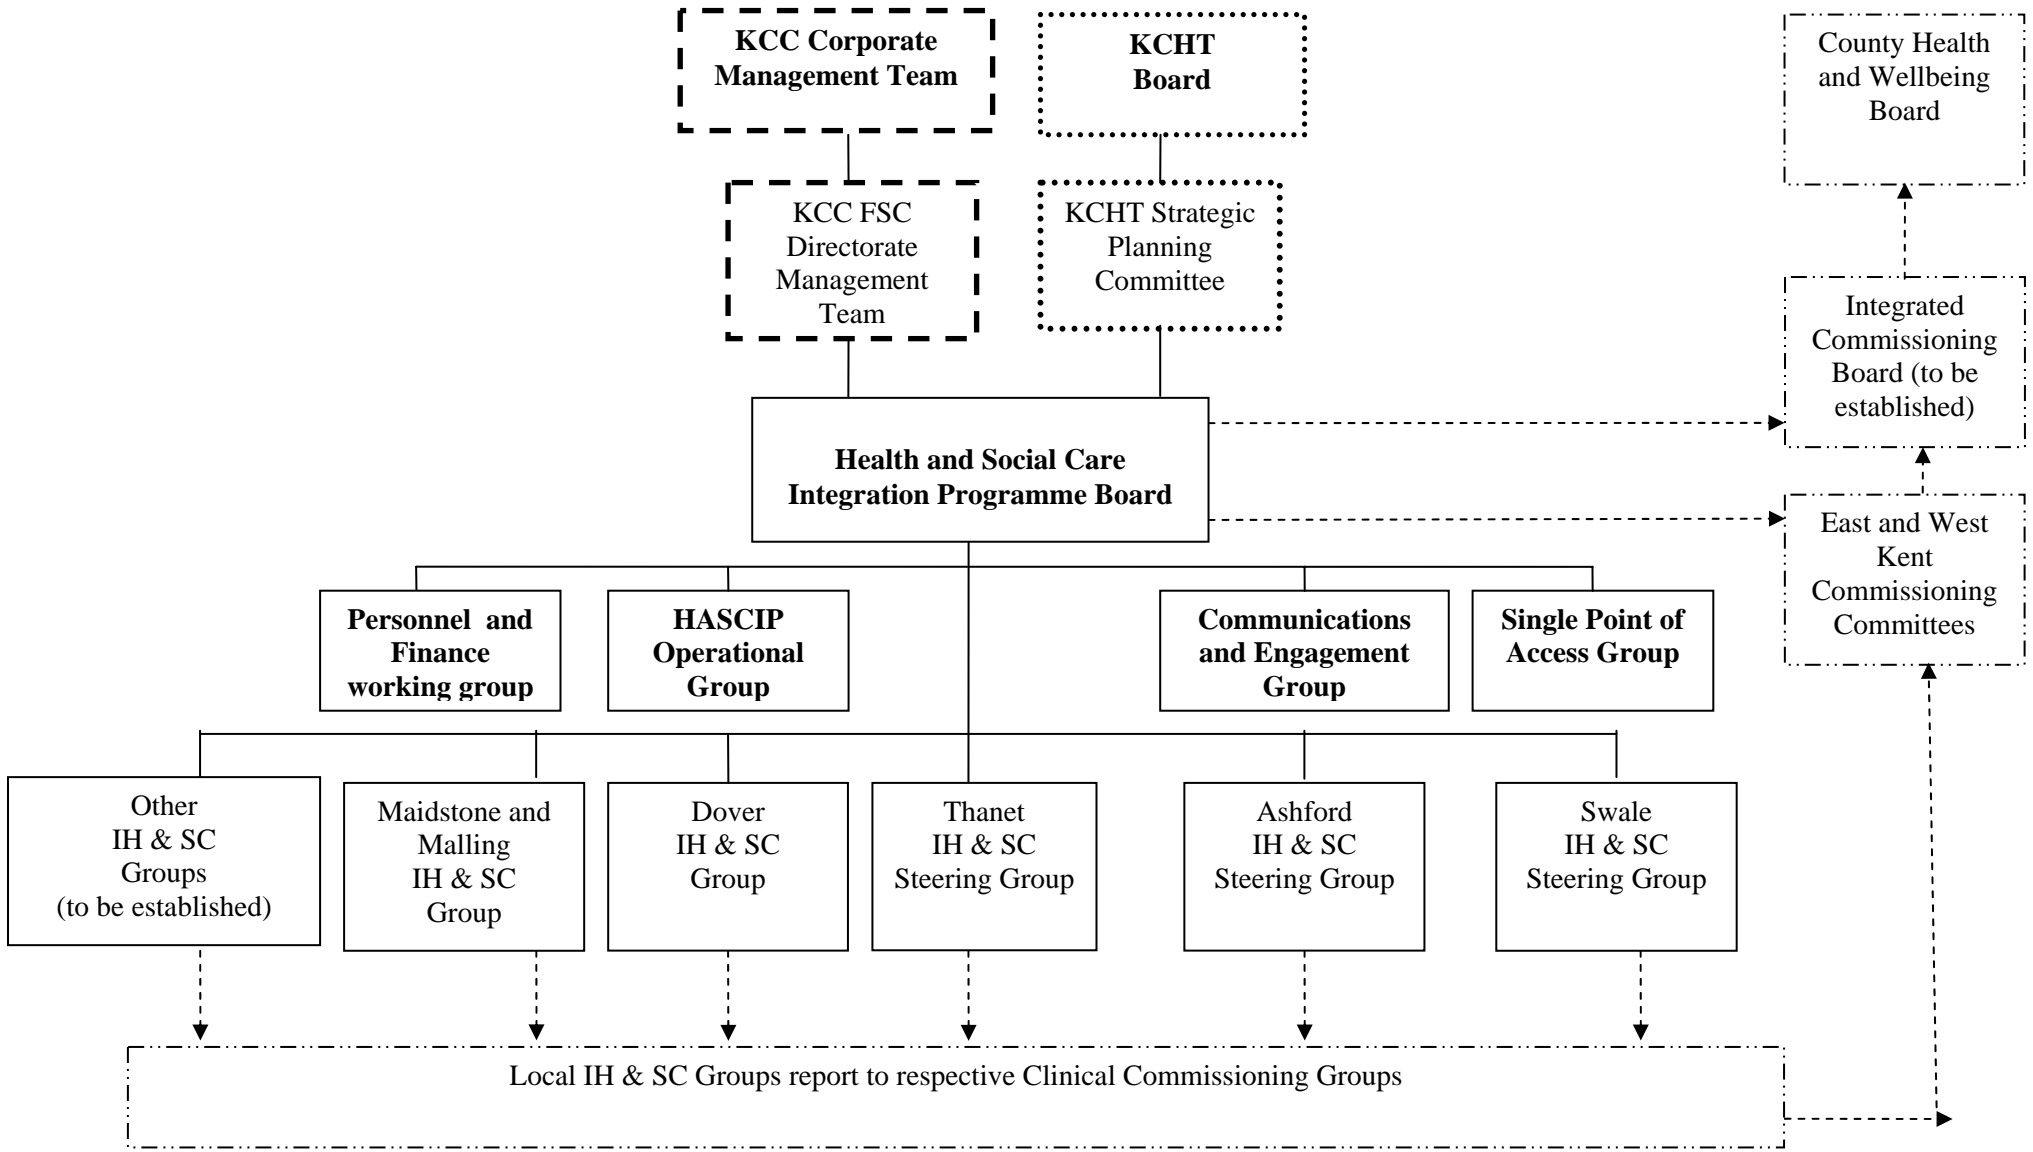 KCC Corporate
Management Team
KCHT
Board
County Health
and Wellbeing
Board
KCC FSC
Directorate
Management
Team
KCHT Strategic
Planning
Committee
Integrated
Commissioning
Board (to be
established)
Health and Social Care
Integration Programme Board
East and West
Kent
Commissioning
Committees
Personnel and
Finance
working group
HASCIP
Operational
Group
Communications
and Engagement
Group
Single Point of
Access Group
Other
IH & SC
Groups
(to be established)
Maidstone and
Malling
IH & SC
Group
Dover
IH & SC
Group
Thanet
IH & SC
Steering Group
Ashford
IH & SC
Steering Group
Swale
IH & SC
Steering Group
Local IH & SC Groups report to respective Clinical Commissioning Groups